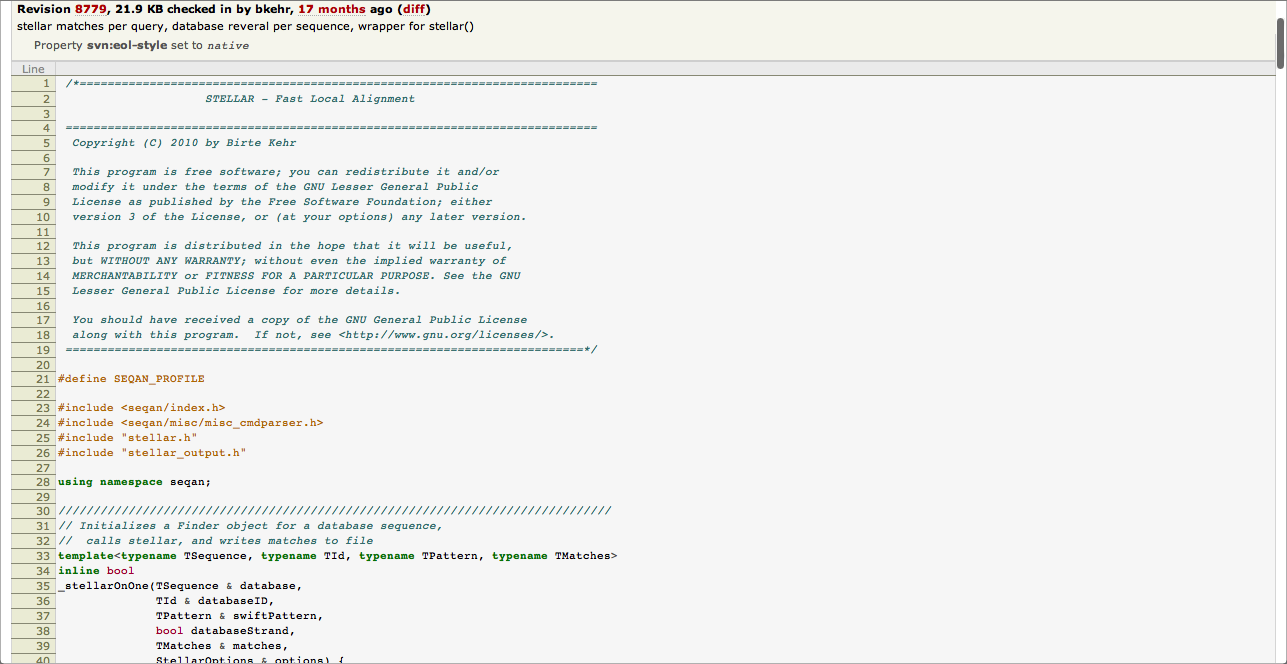 Revision 8779, 21.9 KB checked in by bkehr, 17 months ago (diff)
stellar matches per query, database reveral per sequence, wrapper for stellar()
Property svn:eol-style set to native
Line
1 /*==========================================================================
2 STELLAR - Fast Local Alignment
3
4 ============================================================================
5 Copyright (C) 2010 by Birte Kehr
6
7 This program is free software; you can redistribute it and/or
8 modify it under the terms of the GNU Lesser General Public
9 License as published by the Free Software Foundation; either
10 version 3 of the License, or (at your options) any later version.
11
12 This program is distributed in the hope that it will be useful,
13 but WITHOUT ANY WARRANTY; without even the implied warranty of
14 MERCHANTABILITY or FITNESS FOR A PARTICULAR PURPOSE. See the GNU
15 Lesser General Public License for more details.
16
17 You should have received a copy of the GNU General Public License
18 along with this program.  If not, see <http://www.gnu.org/licenses/>.
19 ==========================================================================*/
20
21 #define SEQAN_PROFILE
22
23 #include <seqan/index.h>
24 #include <seqan/misc/misc_cmdparser.h>
25 #include "stellar.h"
26 #include "stellar_output.h"
27
28 using namespace seqan;
29
30 ///////////////////////////////////////////////////////////////////////////////
31 // Initializes a Finder object for a database sequence,
32 //  calls stellar, and writes matches to file
33 template<typename TSequence, typename TId, typename TPattern, typename TMatches>
34 inline bool
35 _stellarOnOne(TSequence & database,
36 TId & databaseID,
37 TPattern & swiftPattern,
38 bool databaseStrand,
39 TMatches & matches,
40 StellarOptions & options) {